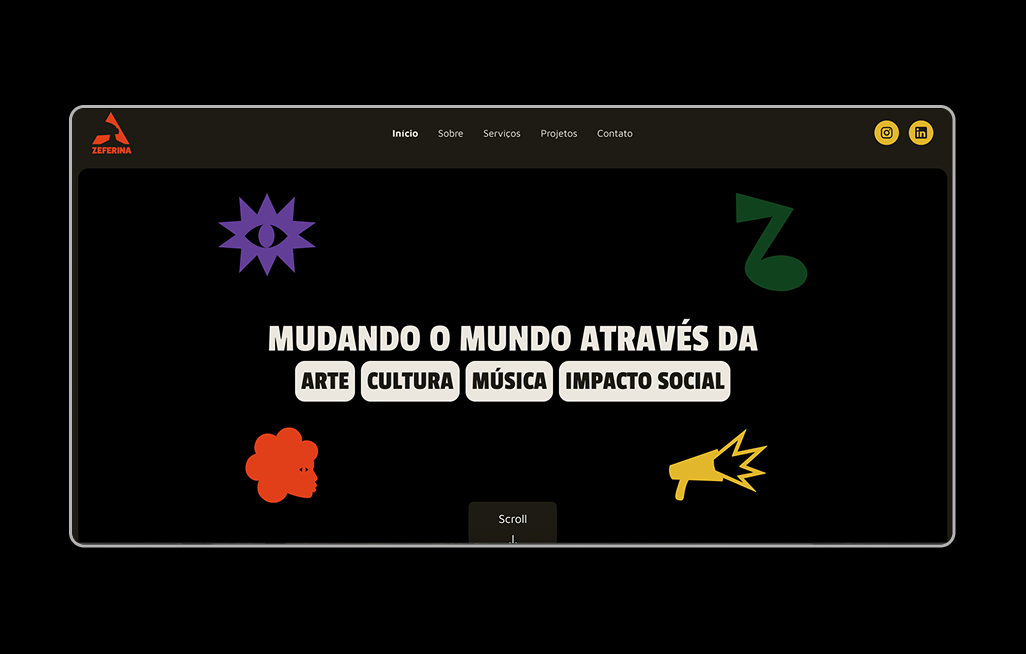 ZEFERINA
Início Sobre Serviços Projetos Contato
MUDANDO O MUNDO ATRAVÉS DA
ARTE CULTURA MÚSICA IMPACTO SOCIAL
Scroll